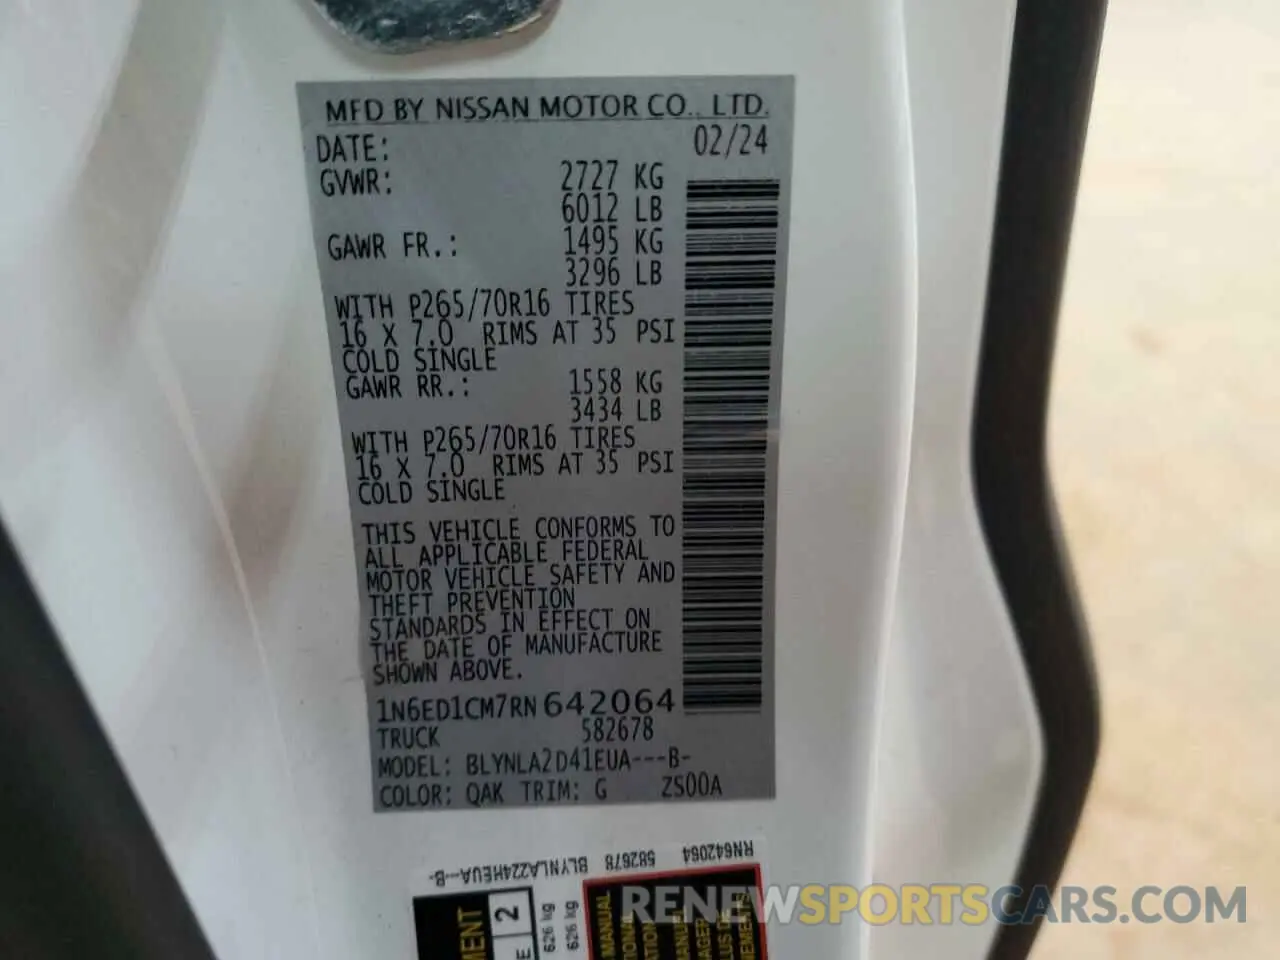 MFD BY NISSAN MOTOR CO., LTD.
DATE: 02/24
GVWR: 2727 KG
6012 LB
GAWR FR.: 1495 KG
3296 LB
WITH P265/70R16 TIRES
16 X 7.0 RIMS AT 35 PSI
COLD SINGLE
GAWR RR.: 1558 KG
3434 LB
WITH P265/70R16 TIRES
16 X 7.0 RIMS AT 35 PSI
COLD SINGLE
THIS VEHICLE CONFORMS TO
ALL APPLICABLE FEDERAL
MOTOR VEHICLE SAFETY AND
THEFT PREVENTION
STANDARDS IN EFFECT ON
THE DATE OF MANUFACTURE
SHOWN ABOVE.
1N6ED1CM7RN642064
TRUCK 582678
MODEL: BLYNLA2D41EUA---B-
COLOR: QAK TRIM: G ZS00A
RN642064 582678 BLYNLAZ24HEUA---B-
EMENT
E 2
626 kg
626 kg
MANUAL
RENEWSPORTSCARS.COM